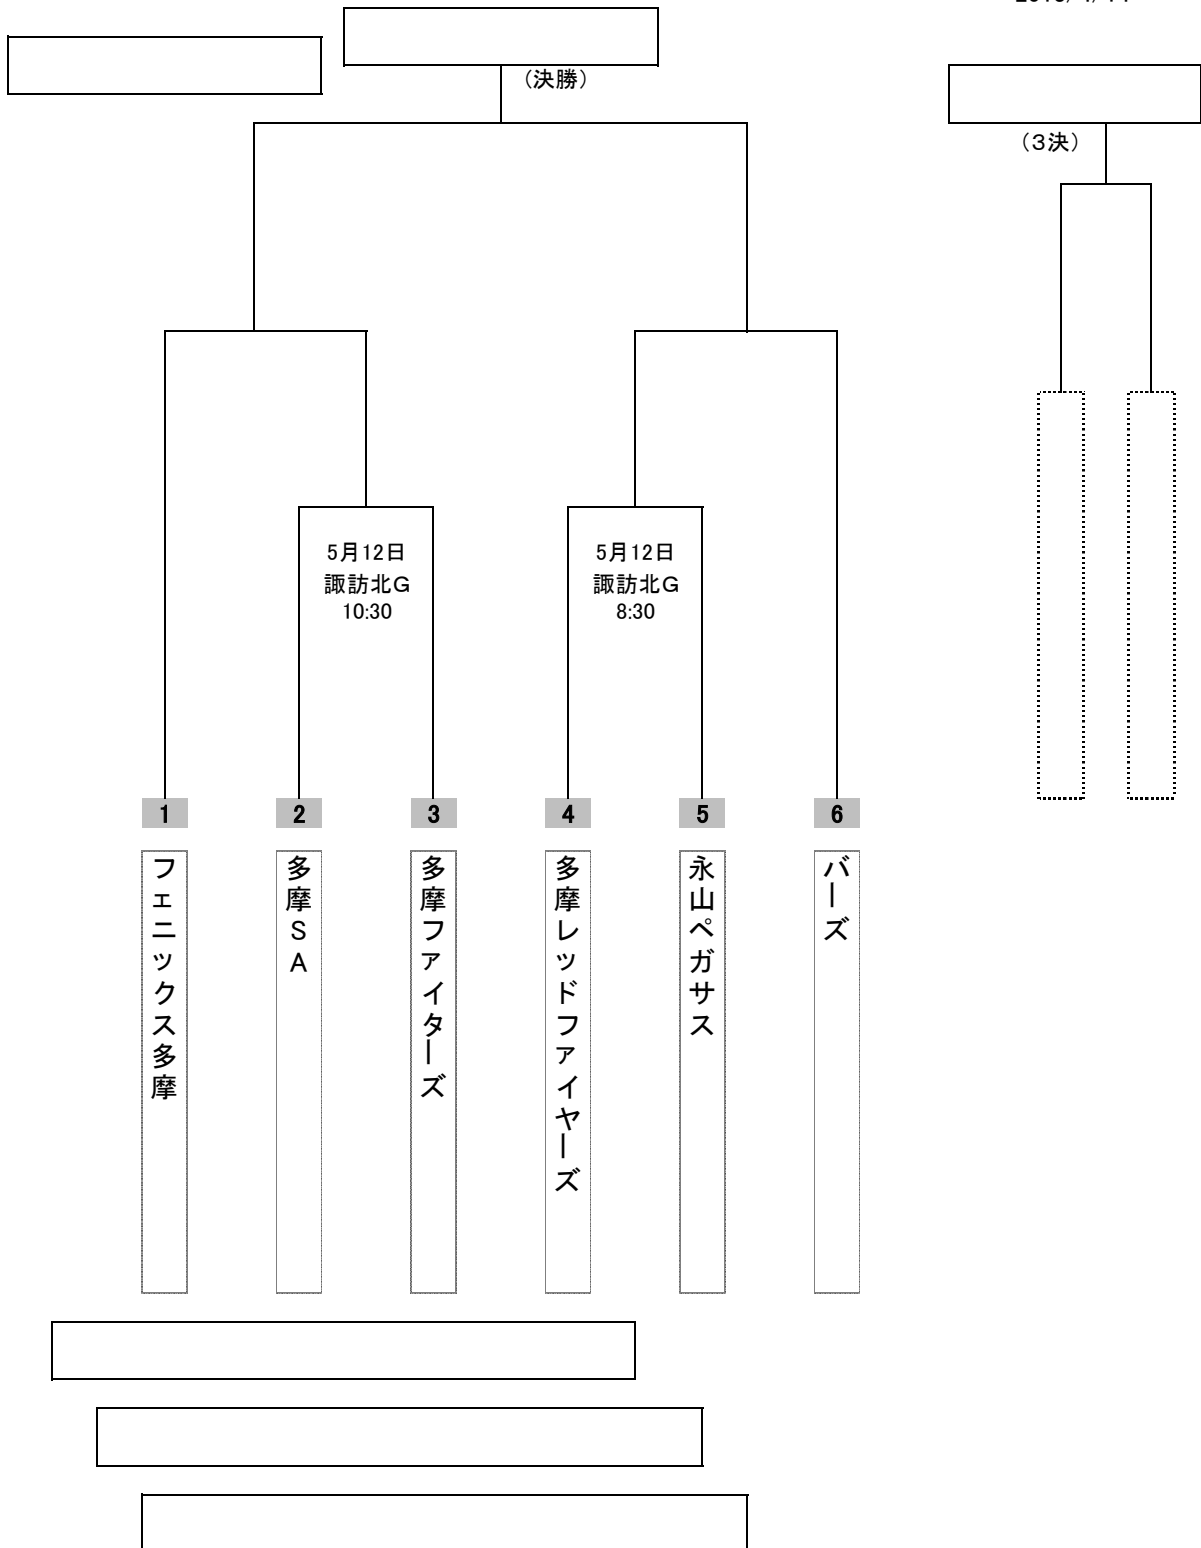 (決勝)
(3決)
5月12日
諏訪北G
10:30
5月12日
諏訪北G
8:30
1
2
3
4
5
6
フェニックス多摩
多摩SA
多摩ファイターズ
多摩レッドファイヤーズ
永山ペガサス
バーズ